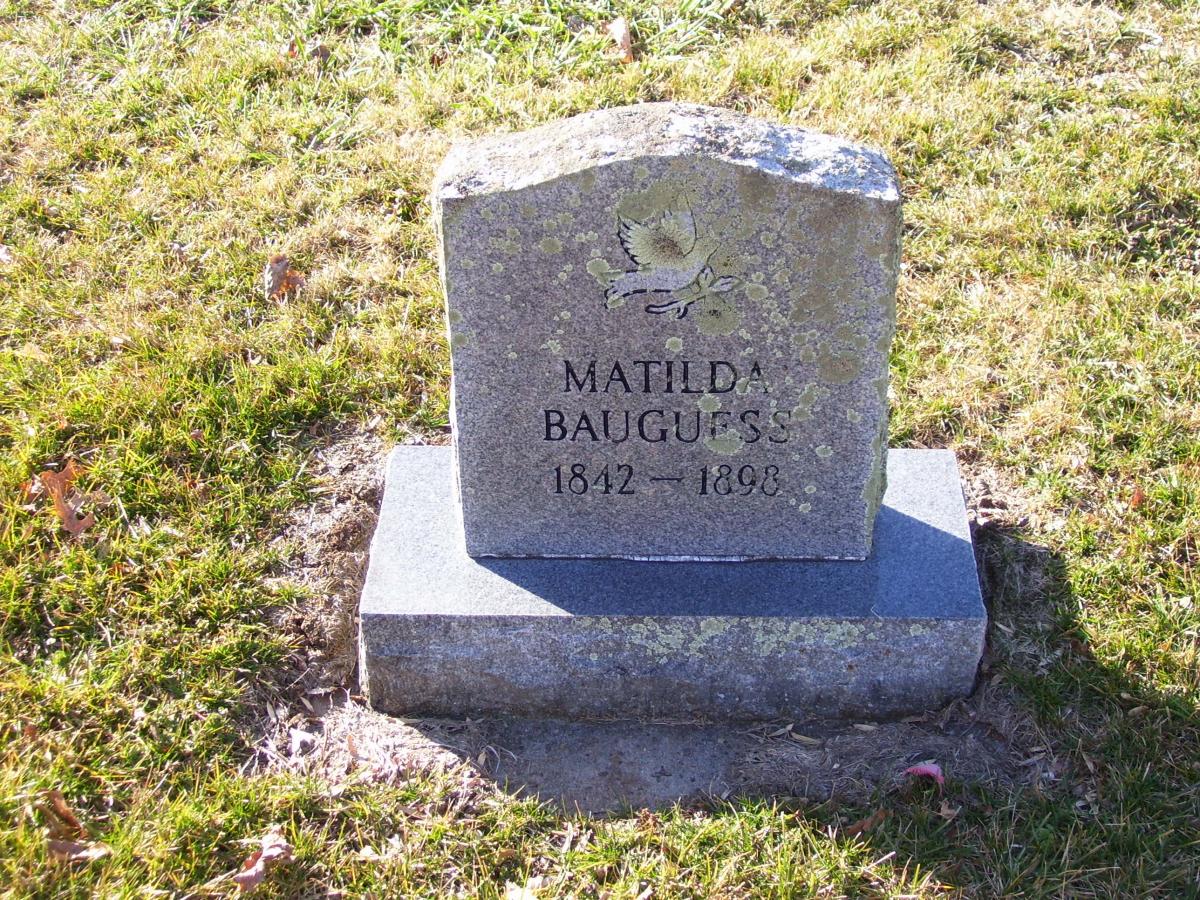 MATILDA
BAUGUESS
1842 — 1898